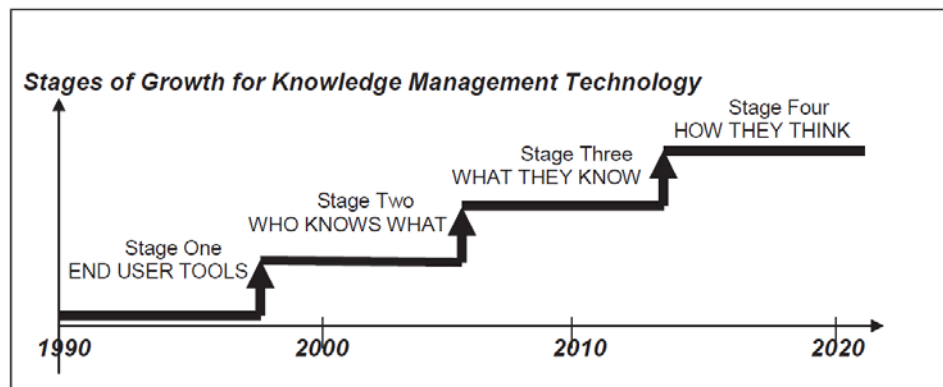 Stages of Growth for Knowledge Management Technology
Stage Four
HOW THEY THINK
Stage Three
WHAT THEY KNOW
Stage Two
WHO KNOWS WHAT
Stage One
END USER TOOLS
1990 2000 2010 2020